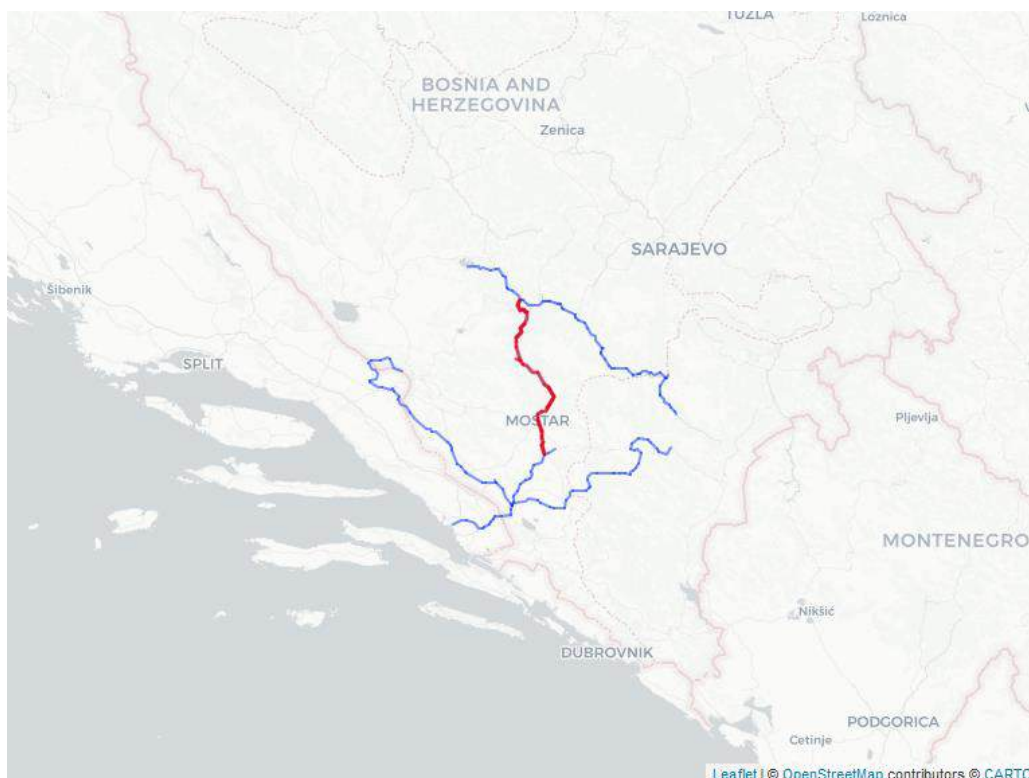 TUZLA
Loznica
BOSNIA AND
HERZEGOVINA
Zenica
SARAJEVO
Šibenik
SPLIT
MOSTAR
Pljevlja
MONTENEGRO
Nikšić
DUBROVNIK
PODGORICA
Cetinje
Leaflet | © OpenStreetMap contributors © CARTO